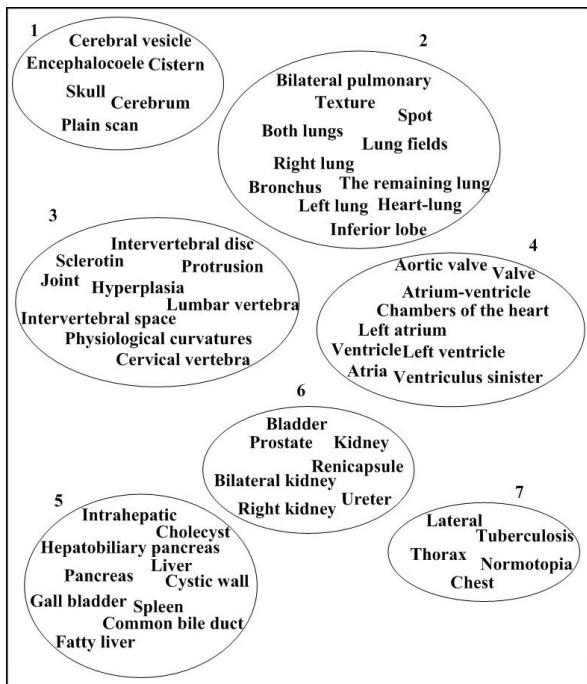 1
Cerebral vesicle
Encephalocoele Cistern
Skull
Cerebrum
Plain scan
2
Bilateral pulmonary
Texture
Spot
Both lungs
Lung fields
Right lung
Bronchus The remaining lung
Left lung Heart-lung
Inferior lobe
3
Intervertebral disc
Sclerotin
Protrusion
Joint
Hyperplasia
Lumbar vertebra
Intervertebral space
Physiological curvatures
Cervical vertebra
4
Aortic valve
Valve
Atrium-ventricle
Chambers of the heart
Left atrium
Ventricle Left ventricle
Atria
Ventriculus sinister
6
Bladder
Prostate Kidney
Renicapsule
Bilateral kidney
Ureter
Right kidney
5
Intrahepatic
Cholecyst
Hepatobiliary pancreas
Liver
Pancreas
Cystic wall
Gall bladder
Spleen
Common bile duct
Fatty liver
7
Lateral
Tuberculosis
Thorax
Normotopia
Chest